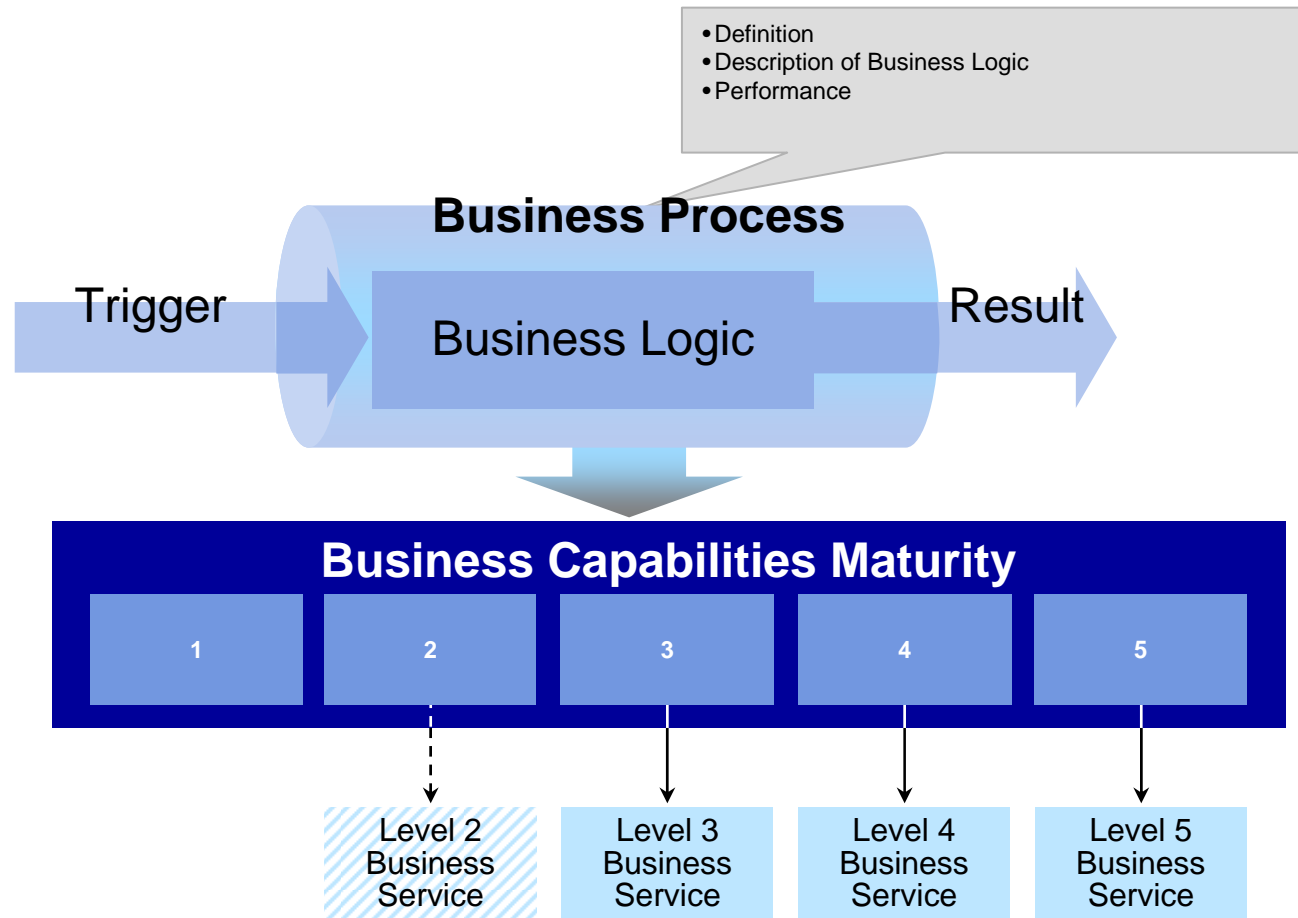 •Definition
•Description of Business Logic
•Performance
Business Process
Trigger
Business Logic
Result
Business Capabilities Maturity
1
2
3
4
5
Level 2
Business
Service
Level 3
Business
Service
Level 4
Business
Service
Level 5
Business
Service